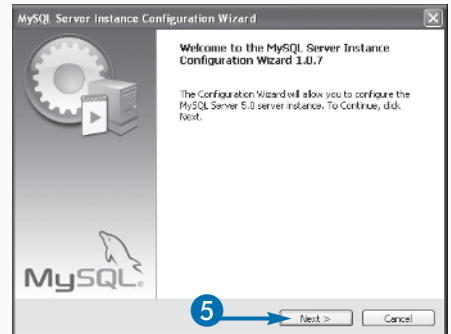 MySQL Server Instance Configuration Wizard
Welcome to the MySQL Server Instance
Configuration Wizard 1.0.7
The Configuration Wizard will allow you to configure the
MySQL Server 5.0 server instance. To Continue, click
Next.
MySQL.
5
Next >
Cancel